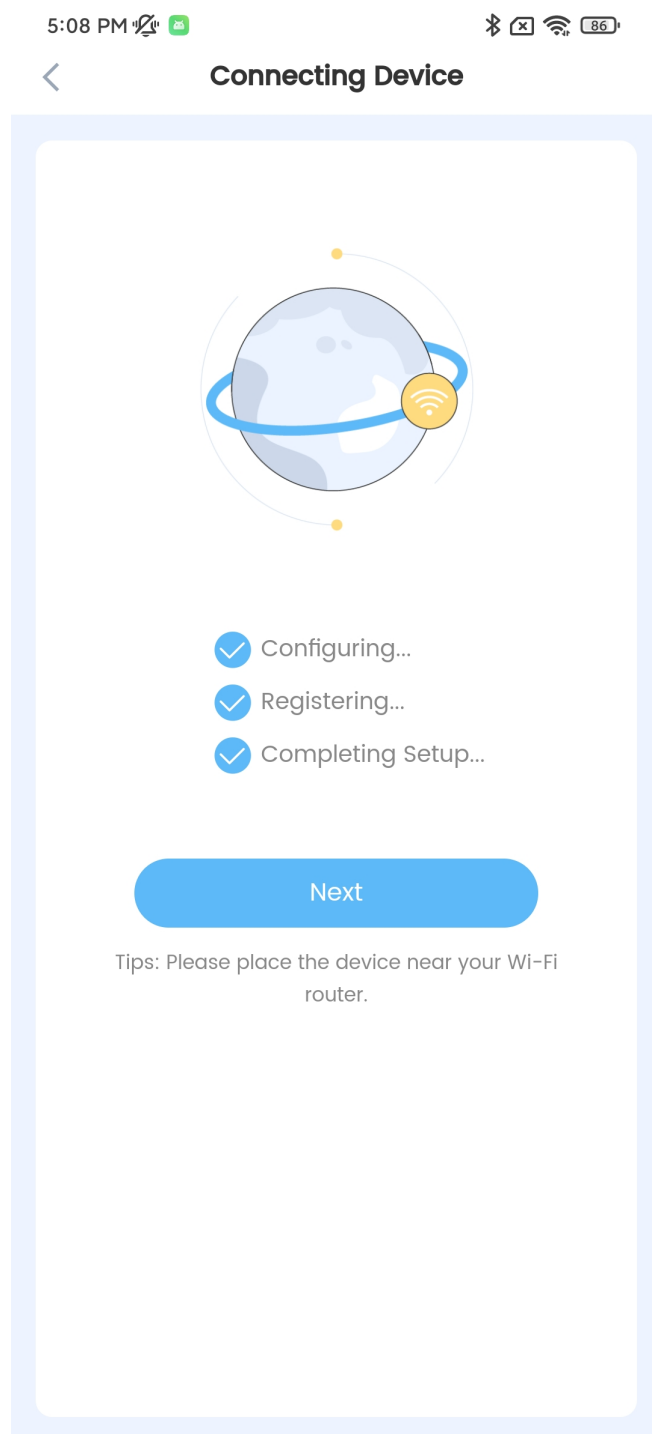 5:08 PM
86
Connecting Device
Configuring...
Registering...
Completing Setup...
Next
Tips: Please place the device near your Wi-Fi
router.